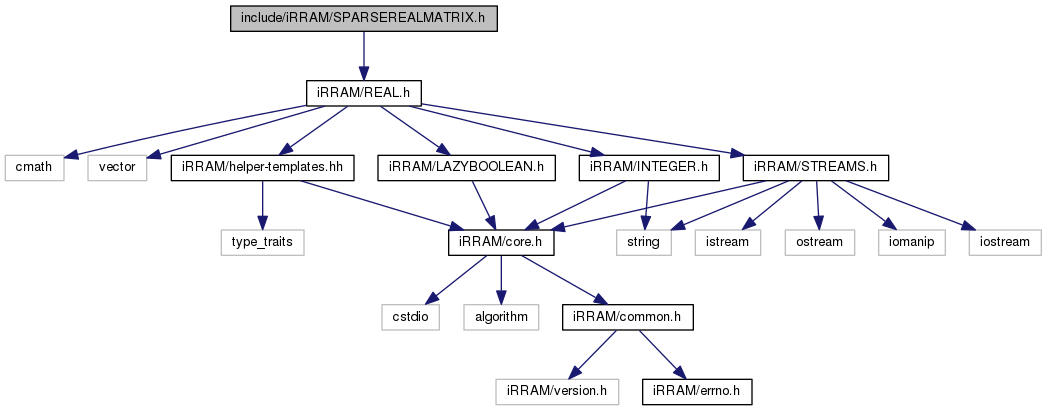 include/iRRAM/SPARSEREALMATRIX.h
iRRAM/REAL.h
cmath
vector
iRRAM/helper-templates.hh
iRRAM/LAZYBOOLEAN.h
iRRAM/INTEGER.h
iRRAM/STREAMS.h
type_traits
iRRAM/core.h
string
istream
ostream
iomanip
iostream
cstdio
algorithm
iRRAM/common.h
iRRAM/version.h
iRRAM/errno.h